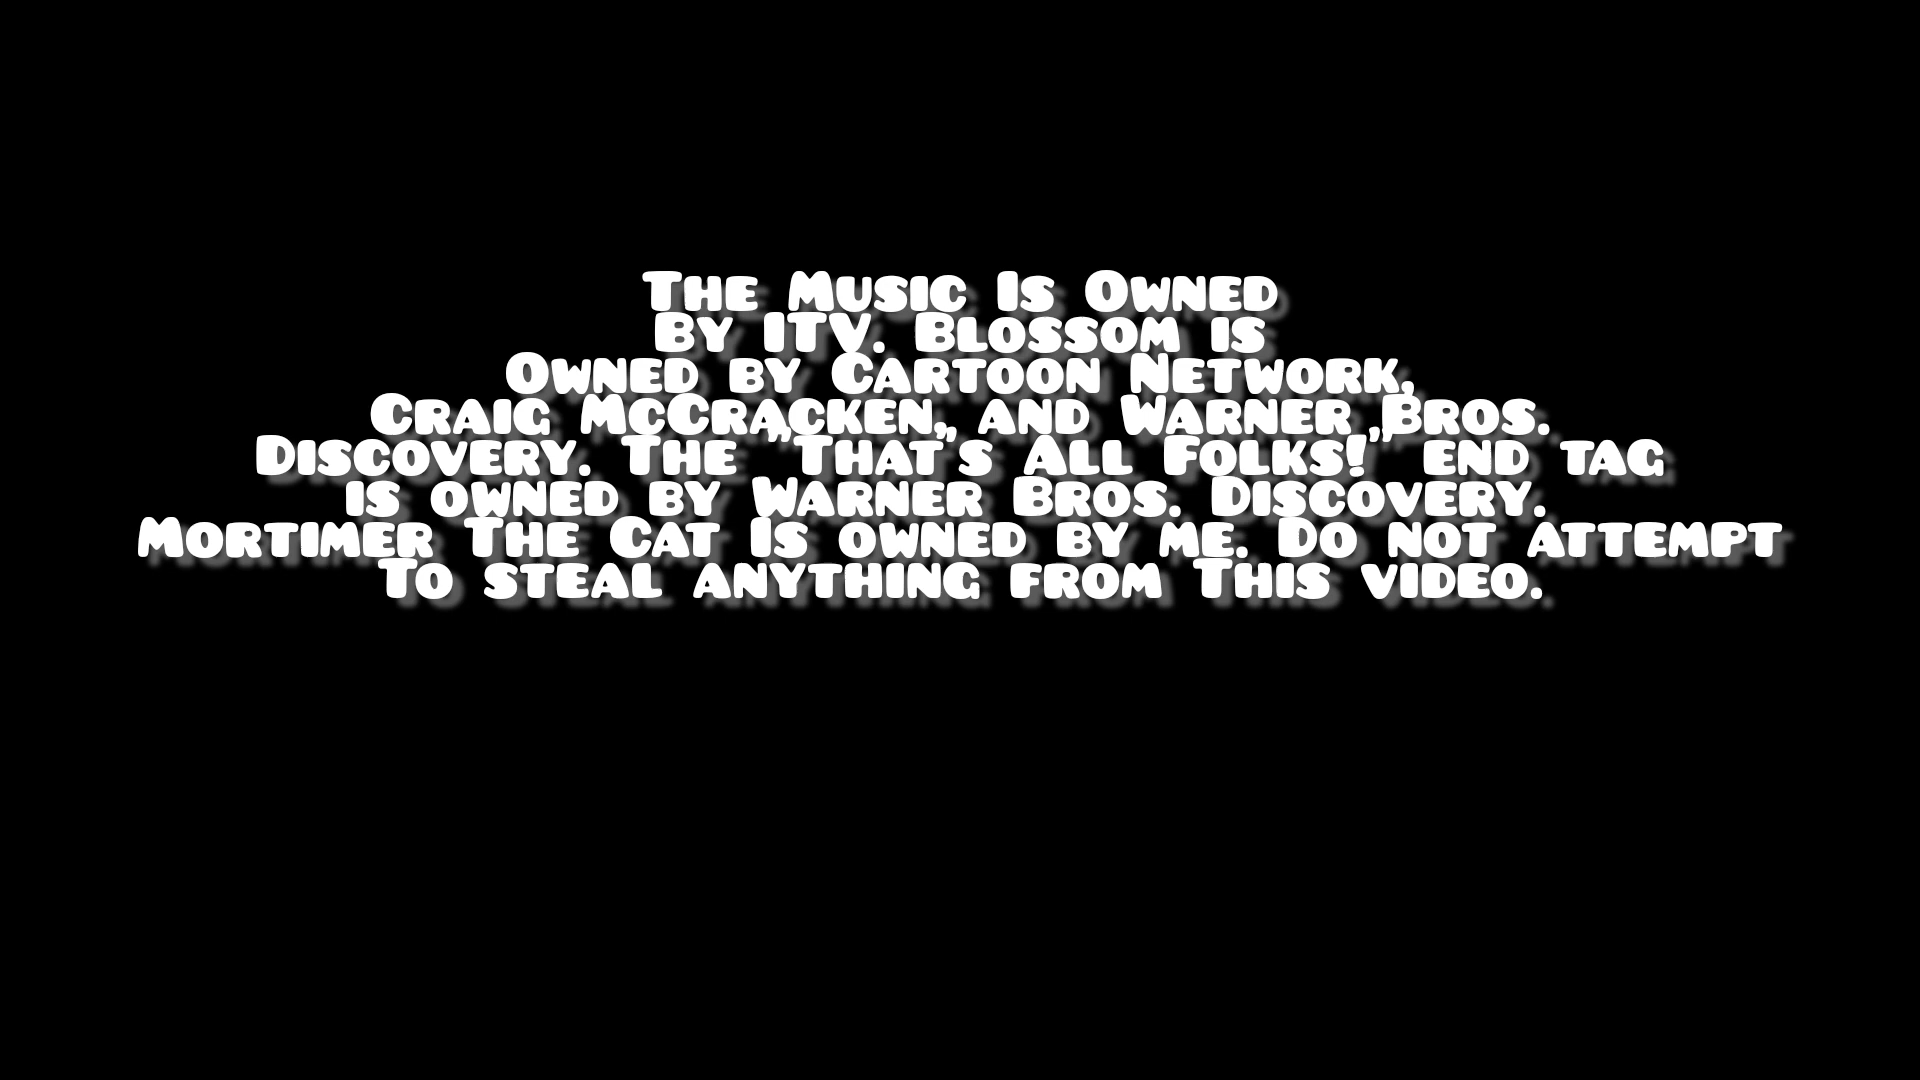 The Music Is Owned
by ITV. Blossom is
Owned by Cartoon Network,
Craig McCracken, and Warner Bros.
Discovery. The "That's All Folks!" end tag
is owned by Warner Bros. Discovery.
Mortimer The Cat Is owned by me. Do not attempt
To steal anything from This video.